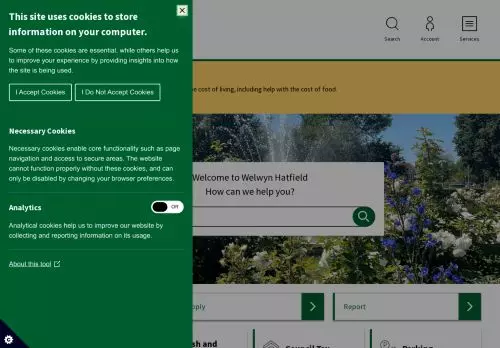 This site uses cookies to store
information on your computer.
Some of these cookies are essential, while others help us
to improve your experience by providing insights into how
the site is being used.
I Accept Cookies
I Do Not Accept Cookies
Necessary Cookies
Necessary cookies enable core functionality such as page
navigation and access to secure areas. The website
cannot function properly without these cookies, and can
only be disabled by changing your browser preferences.
Analytics
Off
Analytical cookies help us to improve our website by
collecting and reporting information on its usage.
About this tool
Search
Account
Services
cost of living, including help with the cost of food
Welcome to Welwyn Hatfield
How can we help you?
Report
and
Council Tax
Parking